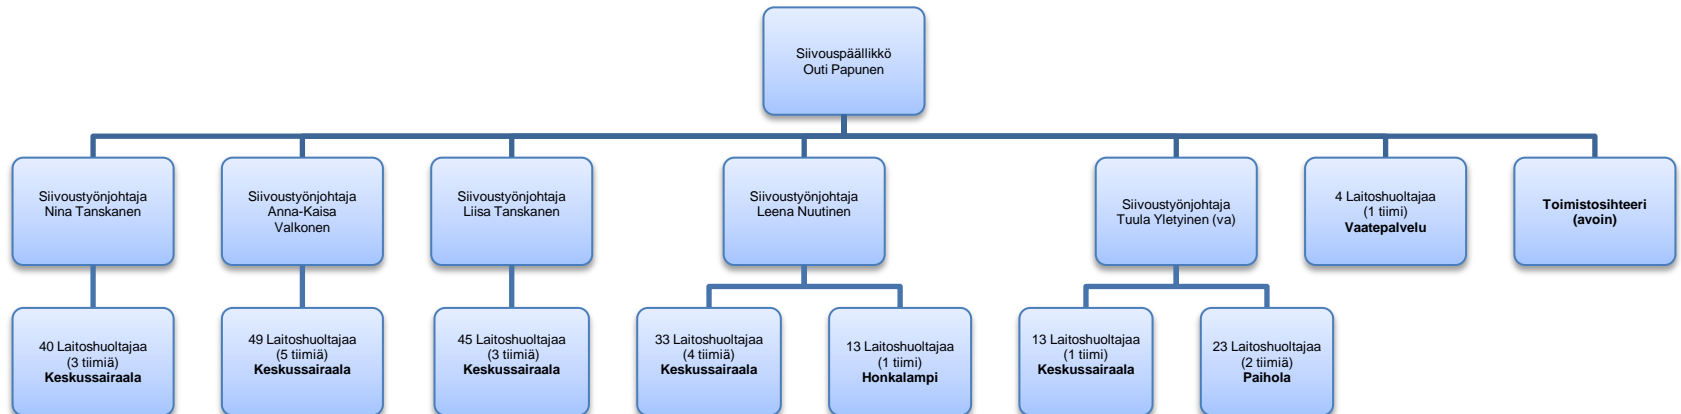 Siivouspäällikkö
Outi Papunen
Siivoustyönjohtaja
Nina Tanskanen
Siivoustyönjohtaja
Anna-Kaisa
Valkonen
Siivoustyönjohtaja
Liisa Tanskanen
Siivoustyönjohtaja
Leena Nuutinen
Siivoustyönjohtaja
Tuula Yletyinen (va)
4 Laitoshuoltajaa
(1 tiimi)
Vaatepalvelu
Toimistosihteeri
(avoin)
40 Laitoshuoltajaa
(3 tiimiä)
Keskussairaala
49 Laitoshuoltajaa
(5 tiimiä)
Keskussairaala
45 Laitoshuoltajaa
(3 tiimiä)
Keskussairaala
33 Laitoshuoltajaa
(4 tiimiä)
Keskussairaala
13 Laitoshuoltajaa
(1 tiimi)
Honkalampi
13 Laitoshuoltajaa
(1 tiimi)
Keskussairaala
23 Laitoshuoltajaa
(2 tiimiä)
Paihola